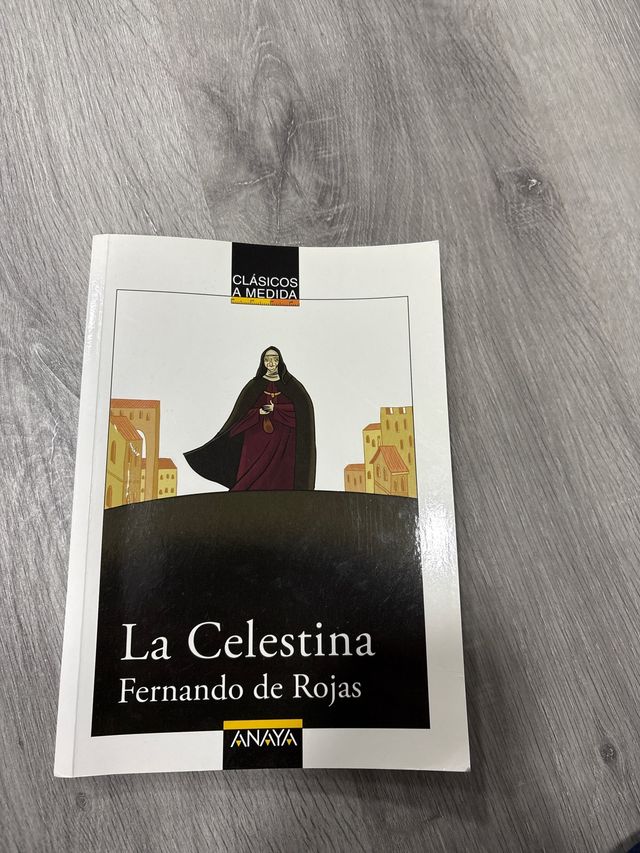 CLÁSICOS
A MEDIDA
La Celestina
Fernando de Rojas
ANAYA